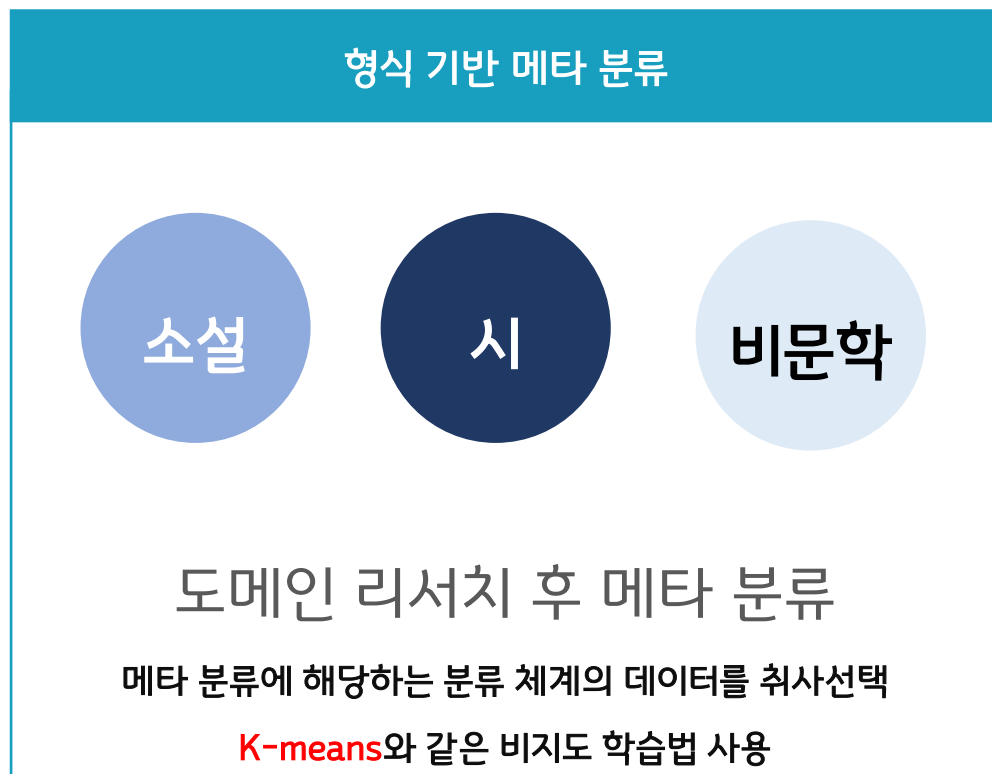 형식 기반 메타 분류
소설
시
비문학
도메인 리서치 후 메타 분류
메타 분류에 해당하는 분류 체계의 데이터를 취사선택
K-means와 같은 비지도 학습법 사용